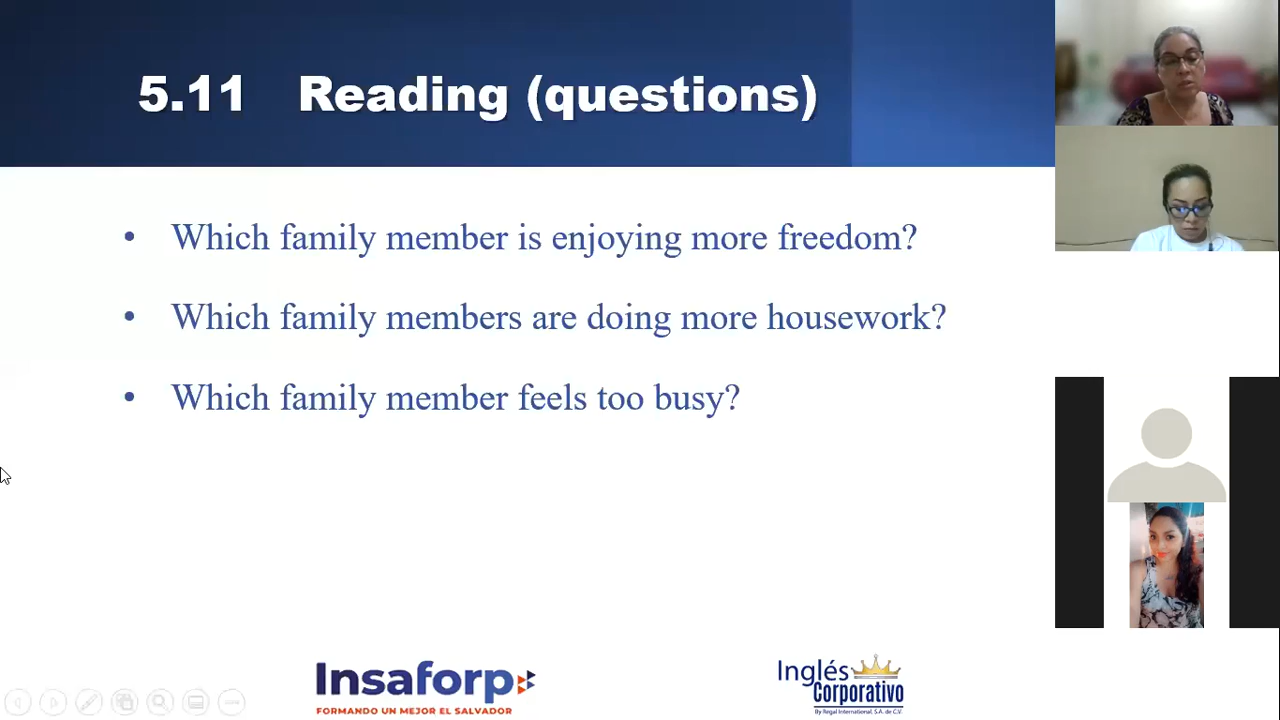 5.11 Reading (questions)
• Which family member is enjoying more freedom?
• Which family members are doing more housework?
• Which family member feels too busy?
Insaforp
FORMANDO UN MEJOR EL SALVADOR
Inglés
Corporativo
By Regal International, S.A. de C.V.